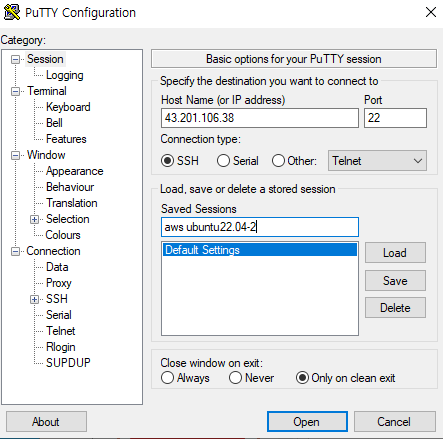 PuTTY Configuration
Category:
Session
Logging
Terminal
Keyboard
Bell
Features
Window
Appearance
Behaviour
Translation
Selection
Colours
Connection
Data
Proxy
SSH
Serial
Telnet
Rlogin
SUPDUP
Basic options for your PuTTY session
Specify the destination you want to connect to
Host Name (or IP address) Port
43.201.106.38 22
Connection type:
SSH Serial Other: Telnet
Load, save or delete a stored session
Saved Sessions
aws ubuntu22.04-2
Default Settings
Load
Save
Delete
Close window on exit:
Always Never Only on clean exit
About Open Cancel